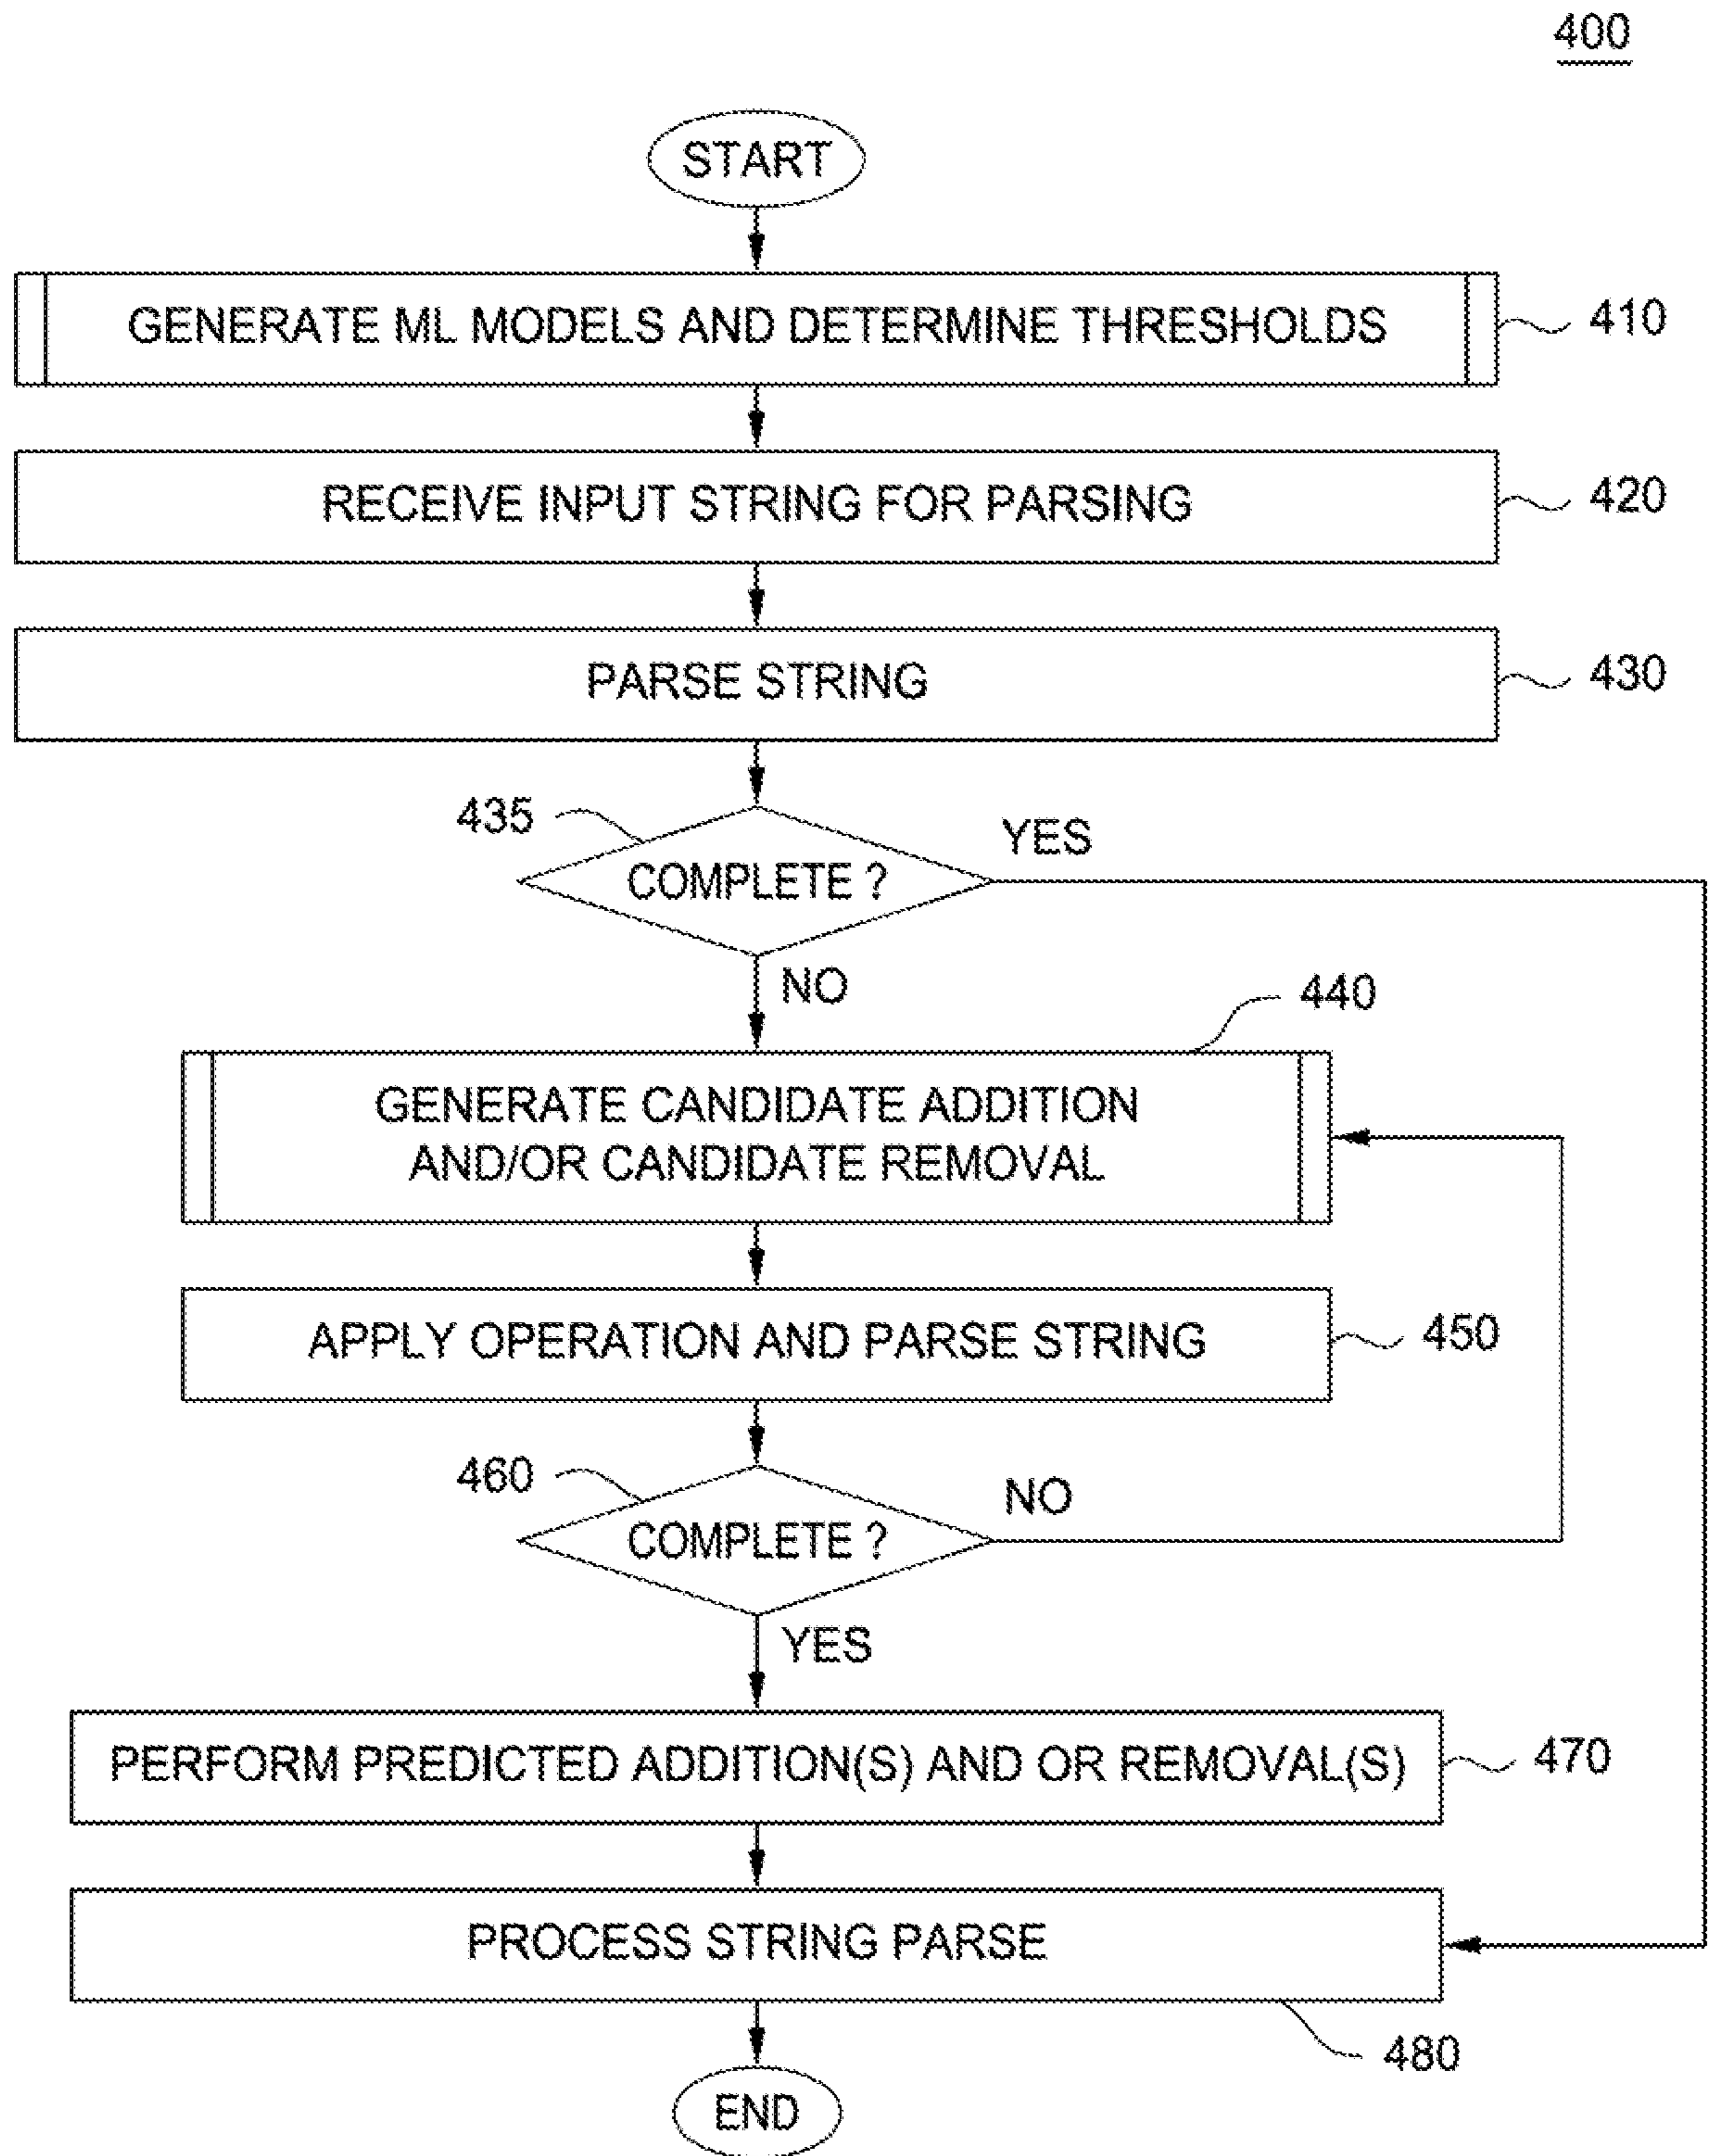 400
START
GENERATE ML MODELS AND DETERMINE THRESHOLDS
410
RECEIVE INPUT STRING FOR PARSING
420
PARSE STRING
430
435
COMPLETE ?
YES
NO
440
GENERATE CANDIDATE ADDITION
AND/OR CANDIDATE REMOVAL
APPLY OPERATION AND PARSE STRING
450
460
COMPLETE ?
NO
YES
PERFORM PREDICTED ADDITION(S) AND OR REMOVAL(S)
470
PROCESS STRING PARSE
480
END